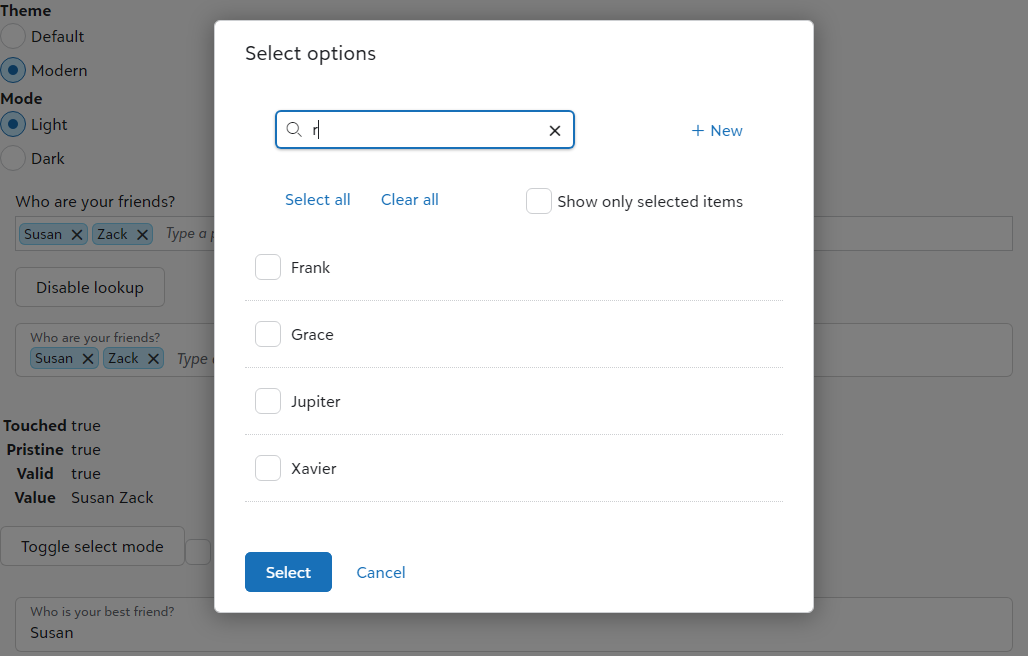 Theme
Default
Modern
Mode
Light
Dark
Who are your friends?
Susan Zack Type a
Disable lookup
Who are your friends?
Susan Zack Type
Touched true
Pristine true
Valid true
Value Susan Zack
Toggle select mode
Who is your best friend?
Susan
Select options
r
+ New
Select all Clear all Show only selected items
Frank
Grace
Jupiter
Xavier
Select Cancel